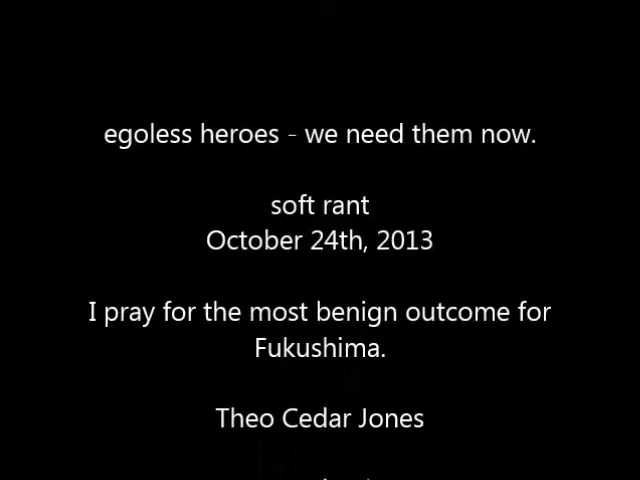 egoless heroes - we need them now.
soft rant
October 24th, 2013
I pray for the most benign outcome for
Fukushima.
Theo Cedar Jones